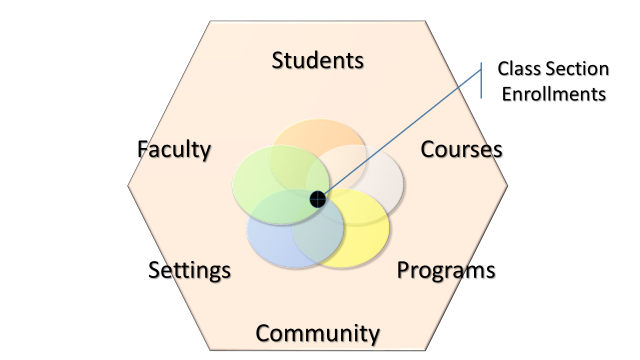 Students
Class Section
Enrollments
Faculty
Courses
Settings
Programs
Community